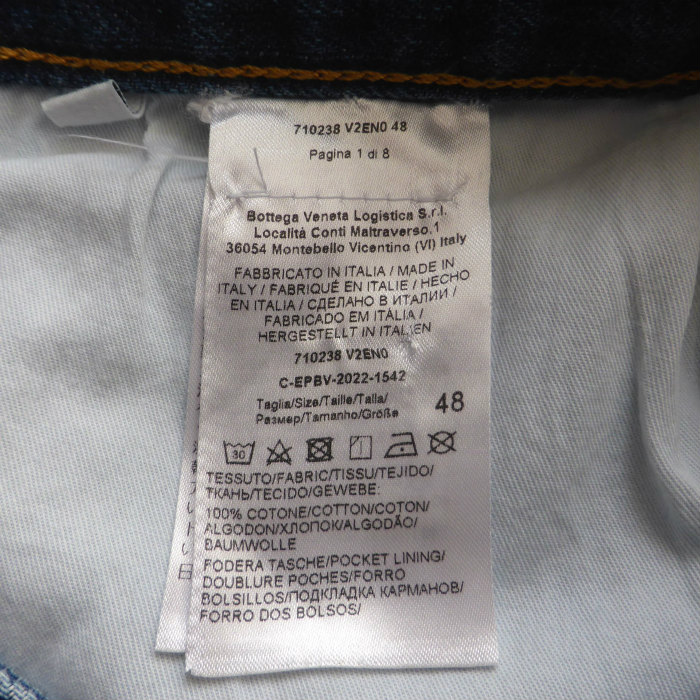 710238 V2EN0 48
Pagina 1 di 8
Bottega Veneta Logistica S.r.l.
Località Conti Maltraverso,1
36054 Montebello Vicentino (VI) Italy
FABBRICATO IN ITALIA / MADE IN
ITALY / FABRIQUÉ EN ITALIE / HECHO
EN ITALIA / СДЕЛАНО В ИТАЛИИ /
FABRICADO EM ITÁLIA /
HERGESTELLT IN ITALIEN
710238 V2EN0
C-EPBV-2022-1542
Taglia/Size/Taille/Talla/
Размер/Tamanho/Größe
48
30
TESSUTO/FABRIC/TISSU/TEJIDO/
ТКАНЬ/TECIDO/GEWEBE:
100% COTONE/COTTON/COTON/
ALGODON/ХЛОПОК/ALGODÃO/
BAUMWOLLE
FODERA TASCHE/POCKET LINING/
DOUBLURE POCHES/FORRO
BOLSILLOS/ПОДКЛАДКА КАРМАНОВ/
FORRO DOS BOLSOS/